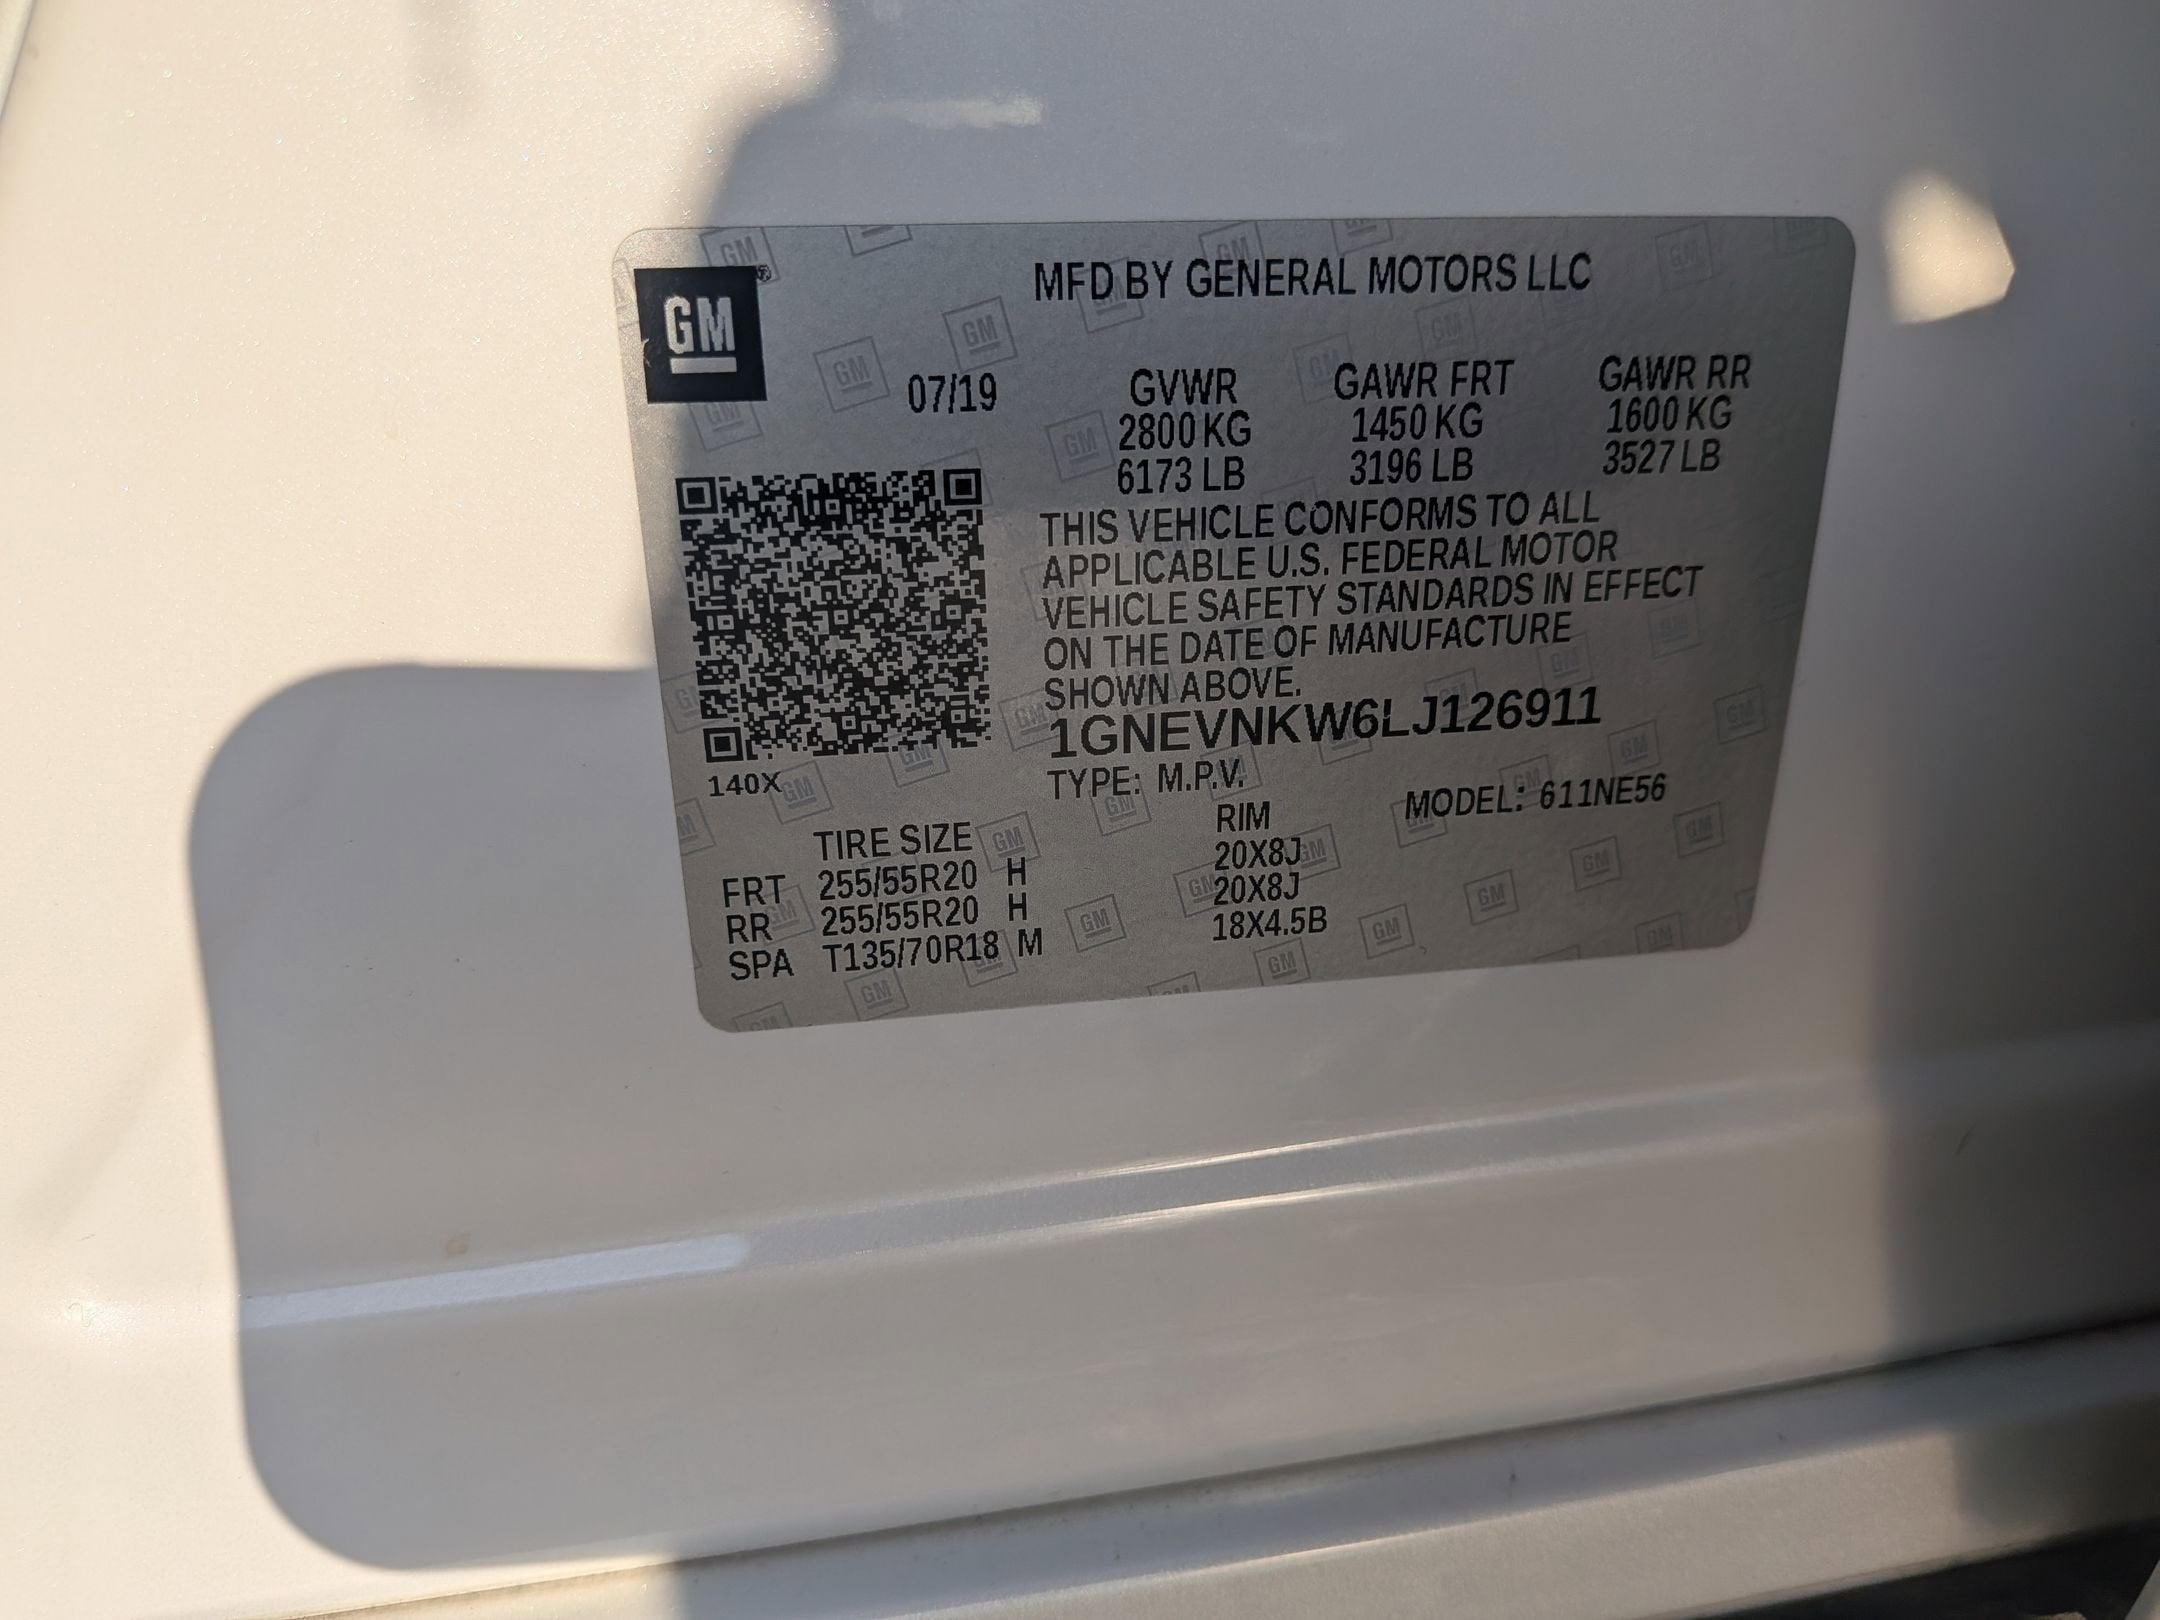 GM
MFD BY GENERAL MOTORS LLC
07/19
GVWR GAWR FRT GAWR RR
2800 KG 1450 KG 1600 KG
6173 LB 3196 LB 3527 LB
THIS VEHICLE CONFORMS TO ALL
APPLICABLE U.S. FEDERAL MOTOR
VEHICLE SAFETY STANDARDS IN EFFECT
ON THE DATE OF MANUFACTURE
SHOWN ABOVE.
1GNEVNKW6LJ126911
140X
TYPE: M.P.V. MODEL: 611NE56
TIRE SIZE RIM
FRT 255/55R20 H 20X8J
RR 255/55R20 H 20X8J
SPA T135/70R18 M 18X4.5B